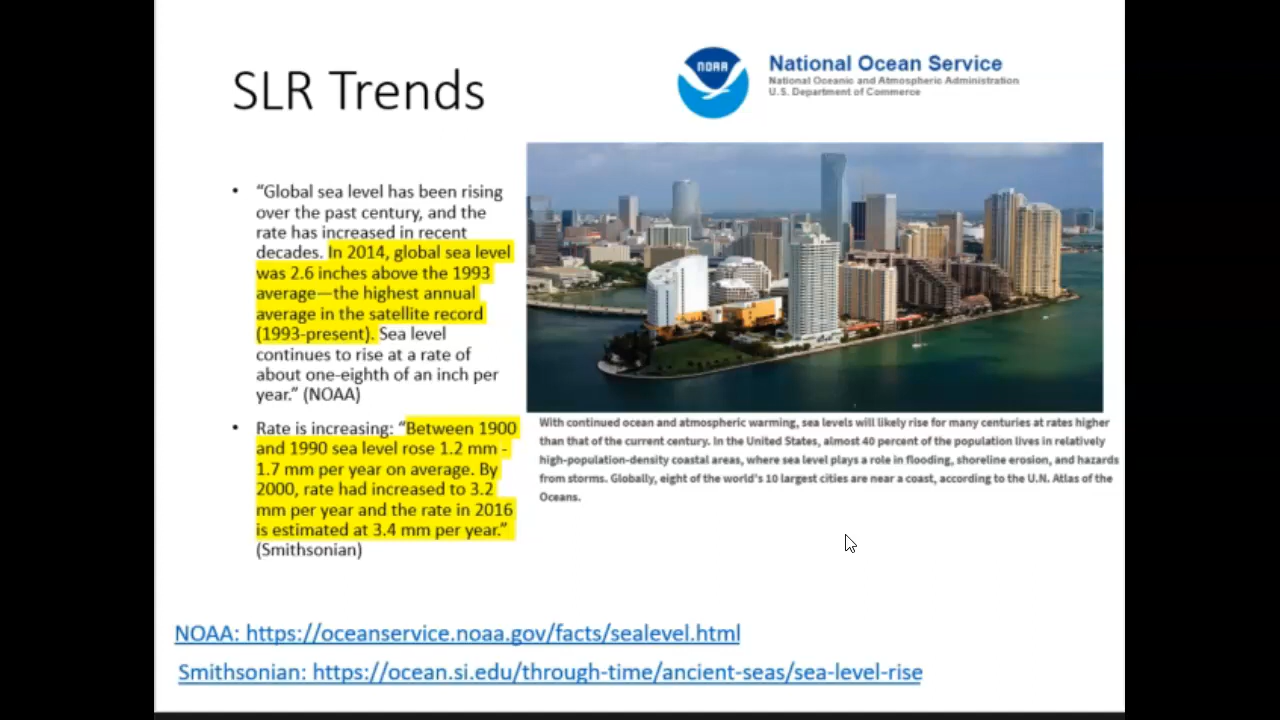 SLR Trends
NOAA
National Ocean Service
National Oceanic and Atmospheric Administration
U.S. Department of Commerce
• “Global sea level has been rising
over the past century, and the
rate has increased in recent
decades. In 2014, global sea level
was 2.6 inches above the 1993
average—the highest annual
average in the satellite record
(1993-present). Sea level
continues to rise at a rate of
about one-eighth of an inch per
year.” (NOAA)
• Rate is increasing: “Between 1900
and 1990 sea level rose 1.2 mm -
1.7 mm per year on average. By
2000, rate had increased to 3.2
mm per year and the rate in 2016
is estimated at 3.4 mm per year.”
(Smithsonian)
With continued ocean and atmospheric warming, sea levels will likely rise for many centuries at rates higher
than that of the current century. In the United States, almost 40 percent of the population lives in relatively
high-population-density coastal areas, where sea level plays a role in flooding, shoreline erosion, and hazards
from storms. Globally, eight of the world's 10 largest cities are near a coast, according to the U.N. Atlas of the
Oceans.
NOAA: https://oceanservice.noaa.gov/facts/sealevel.html
Smithsonian: https://ocean.si.edu/through-time/ancient-seas/sea-level-rise